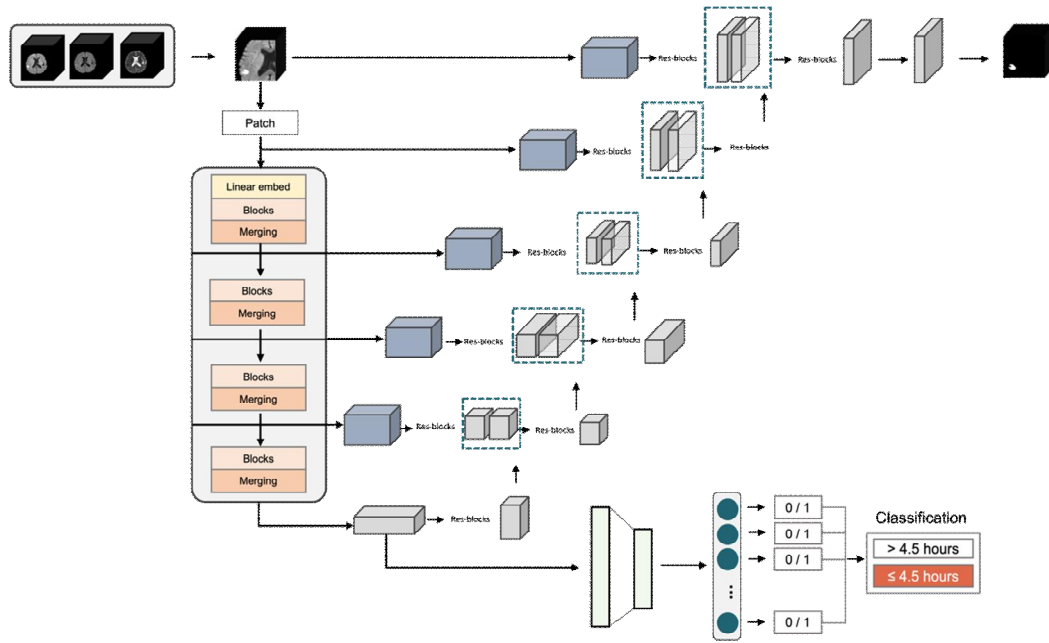 Res-blocks
Res-blocks
Patch
Res-blocks
Res-blocks
Linear embed
Blocks
Merging
Res-blocks
Res-blocks
Blocks
Merging
Res-blocks
Res-blocks
Blocks
Merging
Res-blocks
Res-blocks
Blocks
Merging
Res-blocks
0 / 1
0 / 1
0 / 1
...
0 / 1
Classification
> 4.5 hours
≤ 4.5 hours